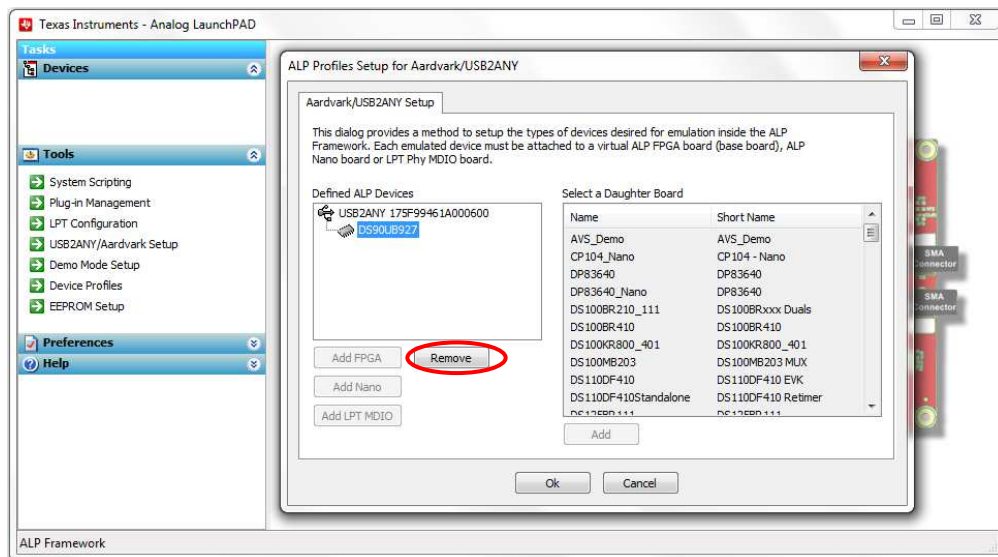 Texas Instruments - Analog LaunchPAD
Tasks
Devices
Tools
System Scripting
Plug-in Management
LPT Configuration
USB2ANY/Aardvark Setup
Demo Mode Setup
Device Profiles
EEPROM Setup
Preferences
Help
ALP Framework
ALP Profiles Setup for Aardvark/USB2ANY
Aardvark/USB2ANY Setup
This dialog provides a method to setup the types of devices desired for emulation inside the ALP
Framework. Each emulated device must be attached to a virtual ALP FPGA board (base board), ALP
Nano board or LPT Phy MDIO board.
Defined ALP Devices
USB2ANY 175F99461A000600
DS90UB927
Add FPGA Remove
Add Nano
Add LPT MDIO
Select a Daughter Board
Name Short Name
AVS_Demo AVS_Demo
CP104_Nano CP104 - Nano
DP83640 DP83640
DP83640_Nano DP83640
DS100BR210_111 DS100BRxxx Duals
DS100BR410 DS100BR410
DS100KR800_401 DS100KR800_401
DS100MB203 DS100MB203 MUX
DS110DF410 DS110DF410 EVK
DS110DF410Standalone DS110DF410 Retimer
Add
Ok Cancel
SMA
Connector
SMA
Connector